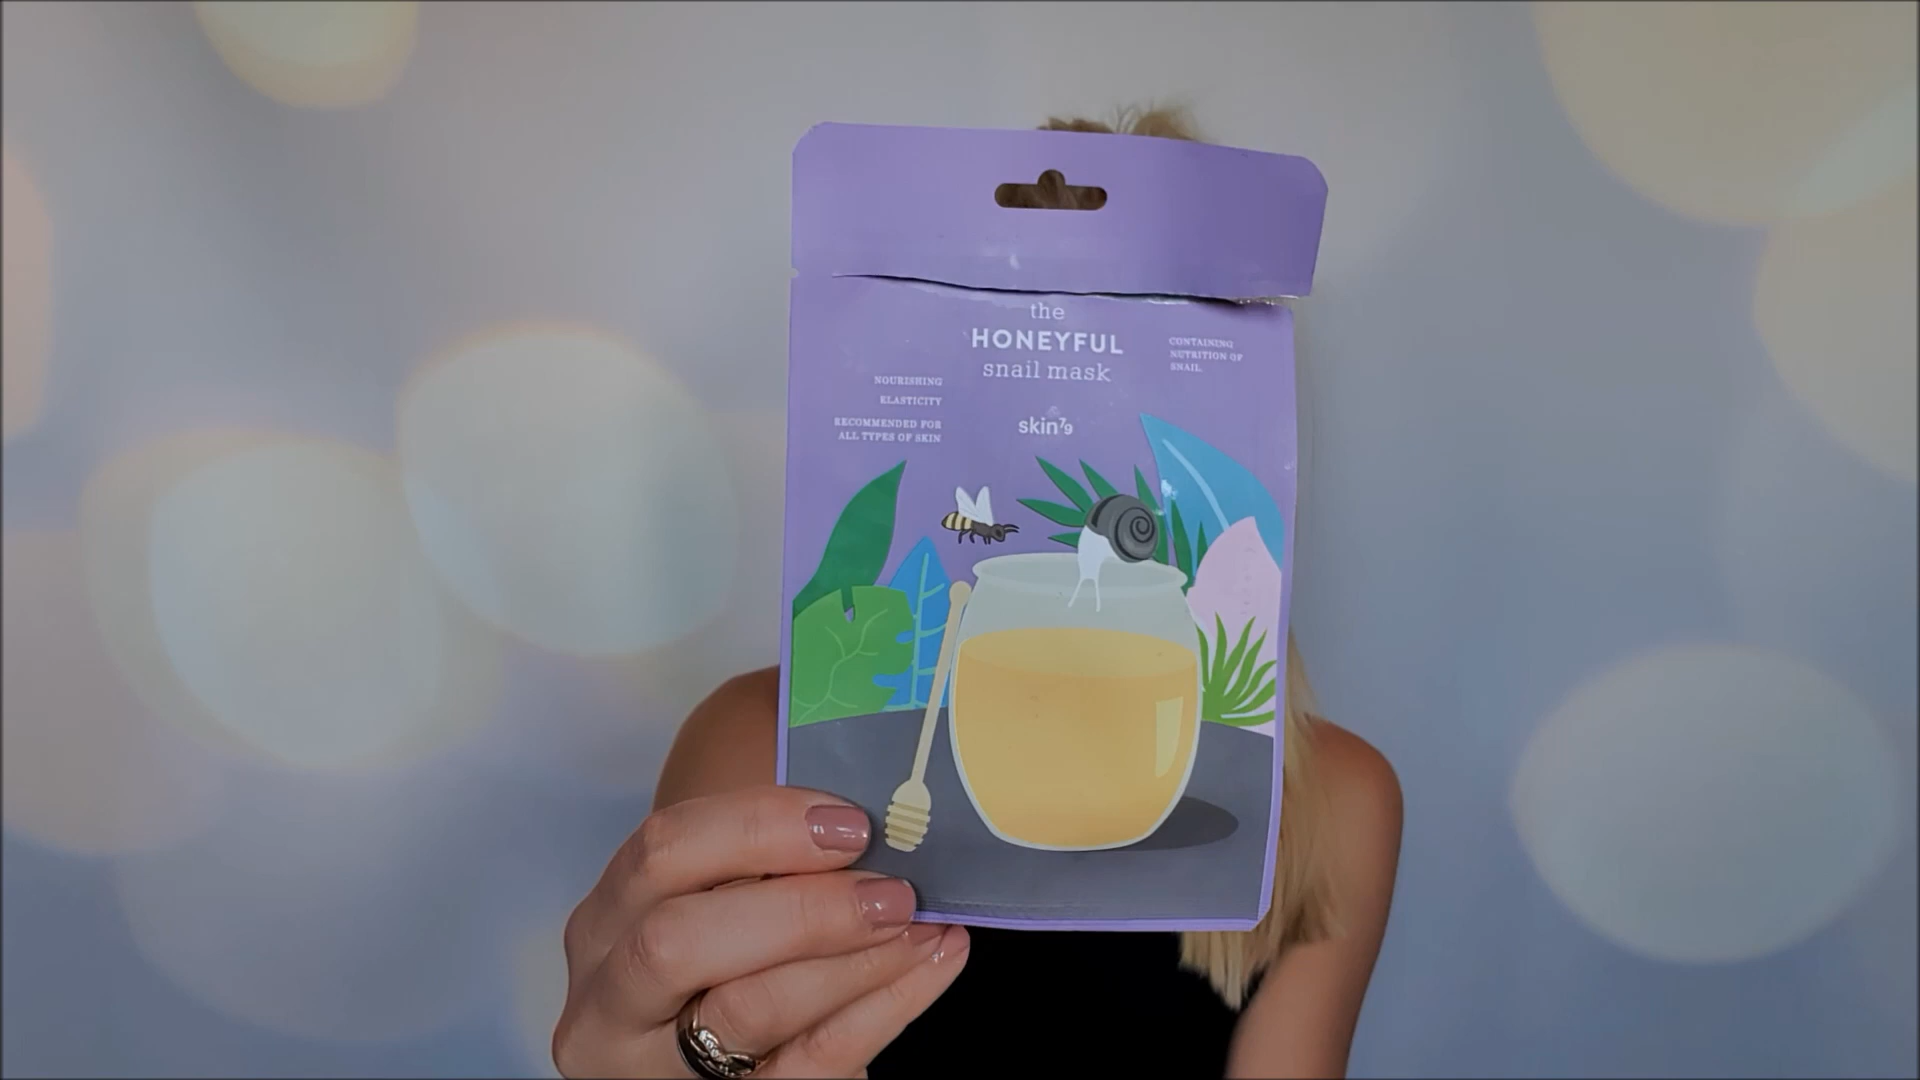 the
HONEYFUL
snail mask
CONTAINING
NUTRITION OF
SNAIL
NOURISHING
ELASTICITY
RECOMMENDED FOR
ALL TYPES OF SKIN
skin79